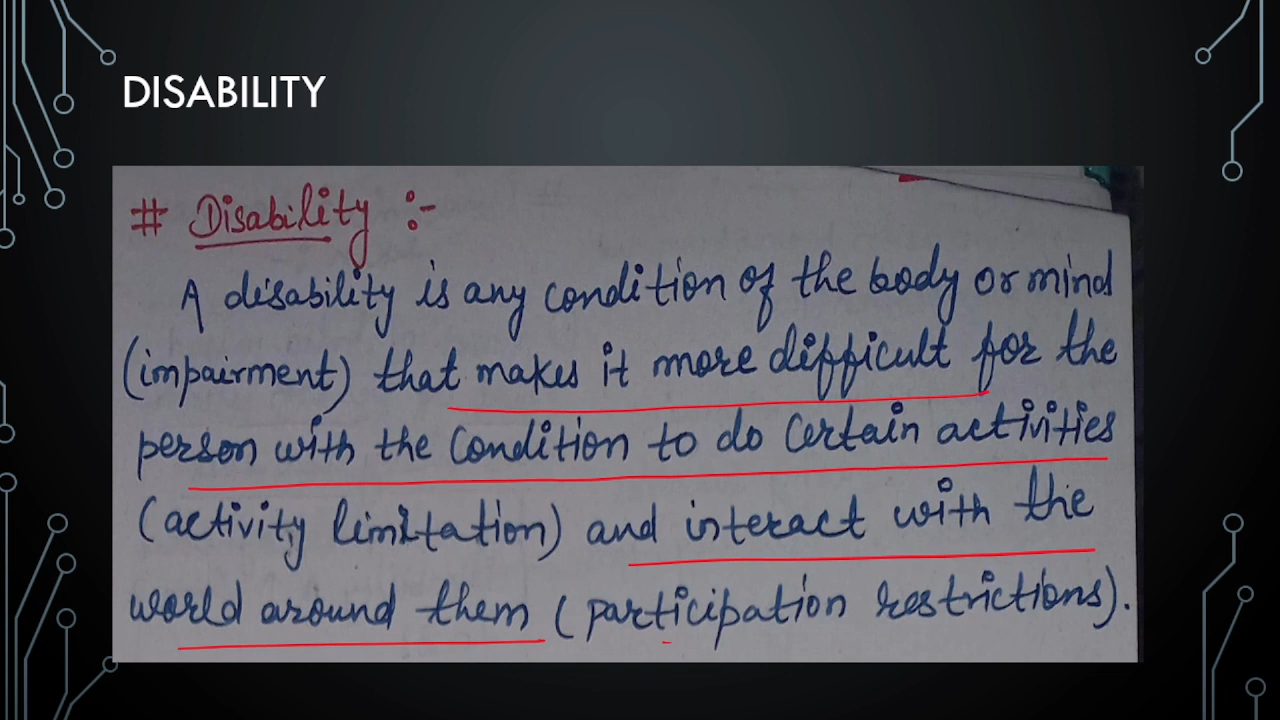 DISABILITY
# Disability :-
A disability is any condition of the body or mind
(impairment) that makes it more difficult for the
person with the condition to do certain activities
(activity limitation) and interact with the
world around them (participation restrictions).